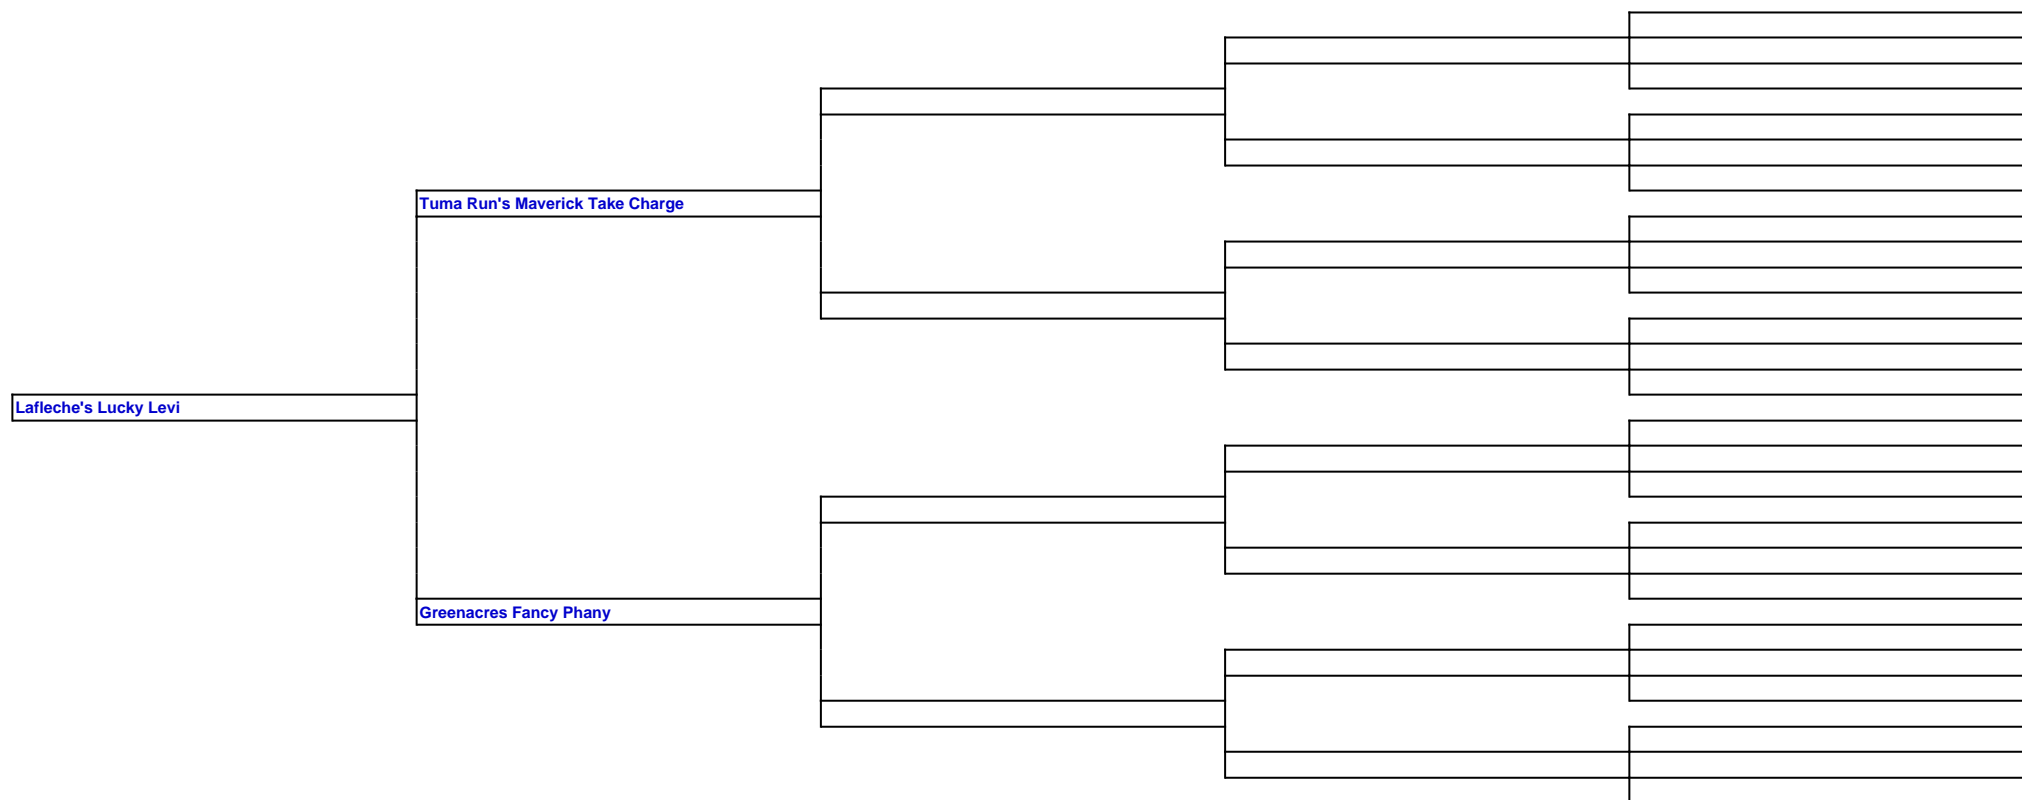 Tuma Run's Maverick Take Charge
Lafleche's Lucky Levi
Greenacres Fancy Phany